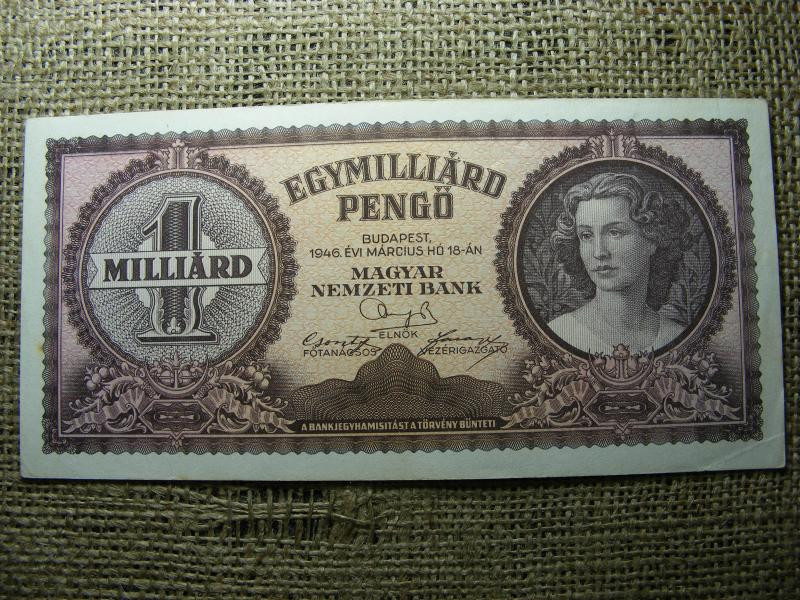 EGYMILLIÁRD
PENGŐ
1
MILLIÁRD
BUDAPEST,
1946. ÉVI MÁRCIUS HÓ 18-ÁN
MAGYAR
NEMZETI BANK
ELNÖK
FŐTANÁCSOS VEZÉRIGAZGATÓ
A BANKJEGYHAMISITÁST A TÖRVÉNY BÜNTETI